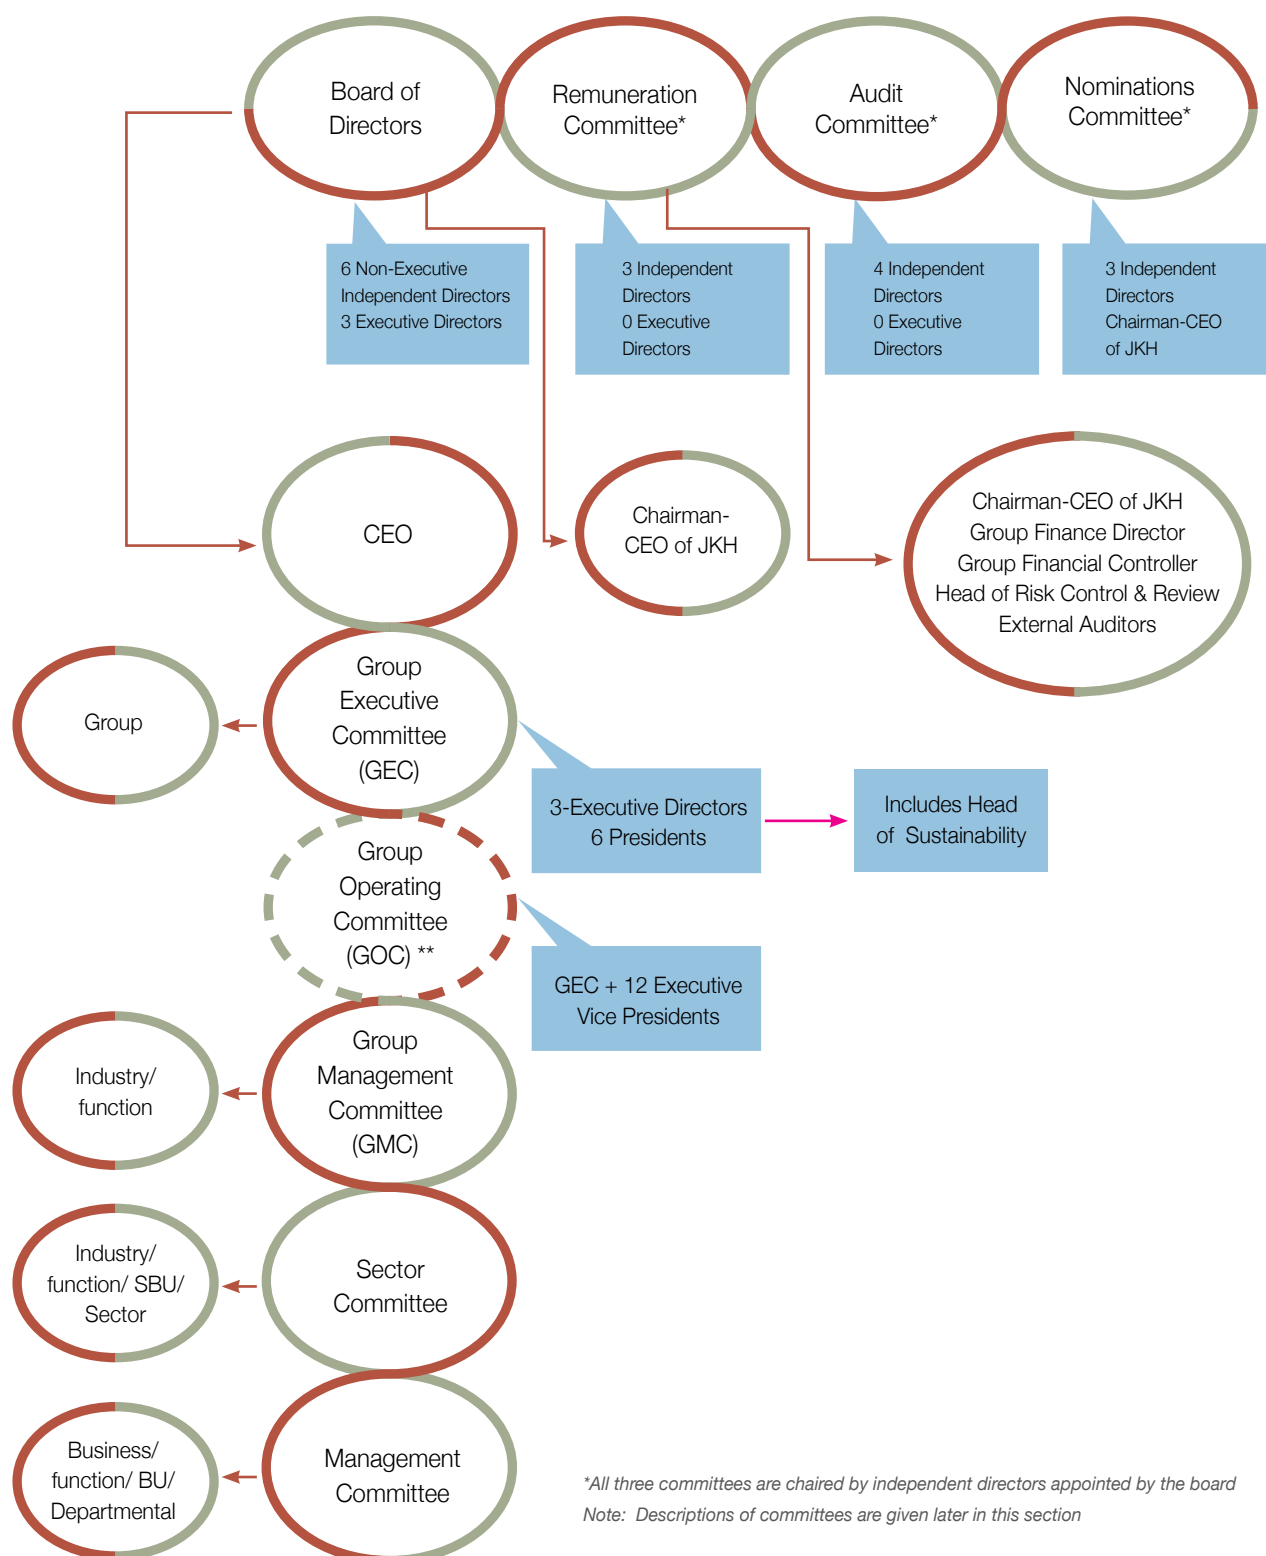 Board of
Directors
Remuneration
Committee*
Audit
Committee*
Nominations
Committee*
6 Non-Executive
Independent Directors
3 Executive Directors
3 Independent
Directors
0 Executive
Directors
4 Independent
Directors
0 Executive
Directors
3 Independent
Directors
Chairman-CEO
of JKH
CEO
Chairman-
CEO of JKH
Chairman-CEO of JKH
Group Finance Director
Group Financial Controller
Head of Risk Control & Review
External Auditors
Group
Group
Executive
Committee
(GEC)
3-Executive Directors
6 Presidents
Includes Head
of Sustainability
Group
Operating
Committee
(GOC) **
GEC + 12 Executive
Vice Presidents
Industry/
function
Group
Management
Committee
(GMC)
Industry/
function/ SBU/
Sector
Sector
Committee
Business/
function/ BU/
Departmental
Management
Committee
*All three committees are chaired by independent directors appointed by the board
Note: Descriptions of committees are given later in this section